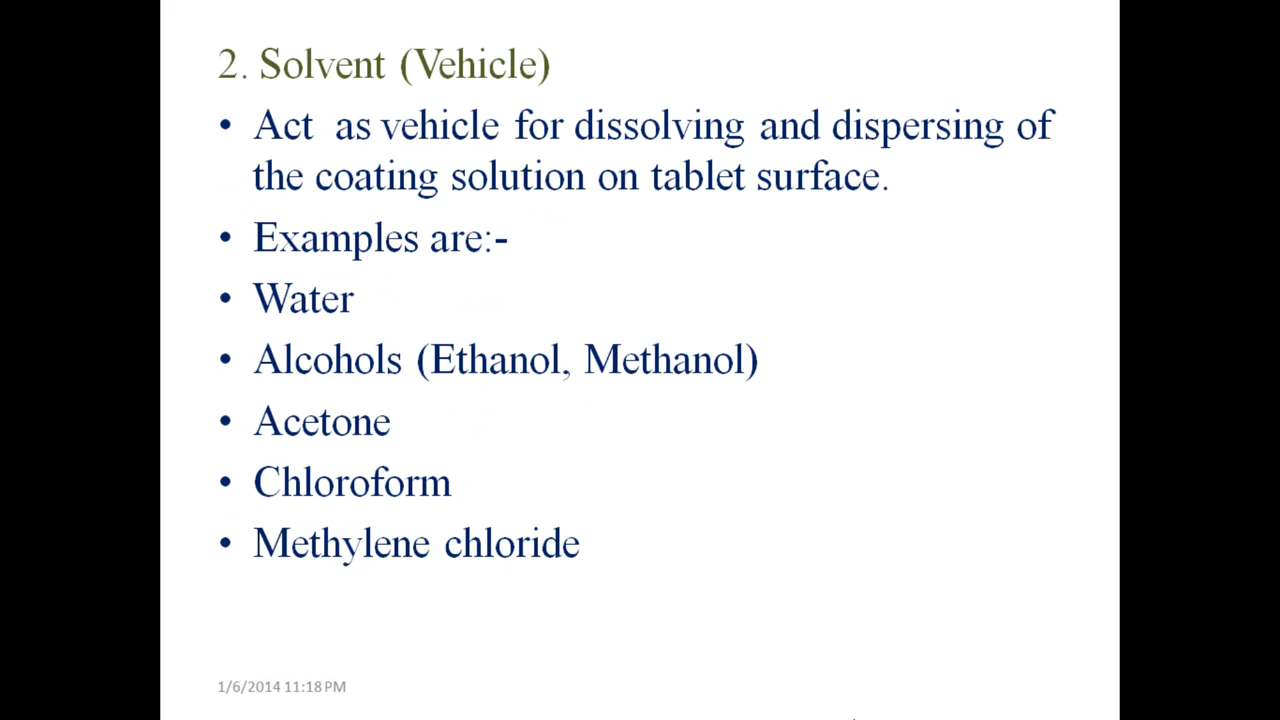 2. Solvent (Vehicle)
• Act as vehicle for dissolving and dispersing of
the coating solution on tablet surface.
• Examples are:-
• Water
• Alcohols (Ethanol, Methanol)
• Acetone
• Chloroform
• Methylene chloride
1/6/2014 11:18 PM